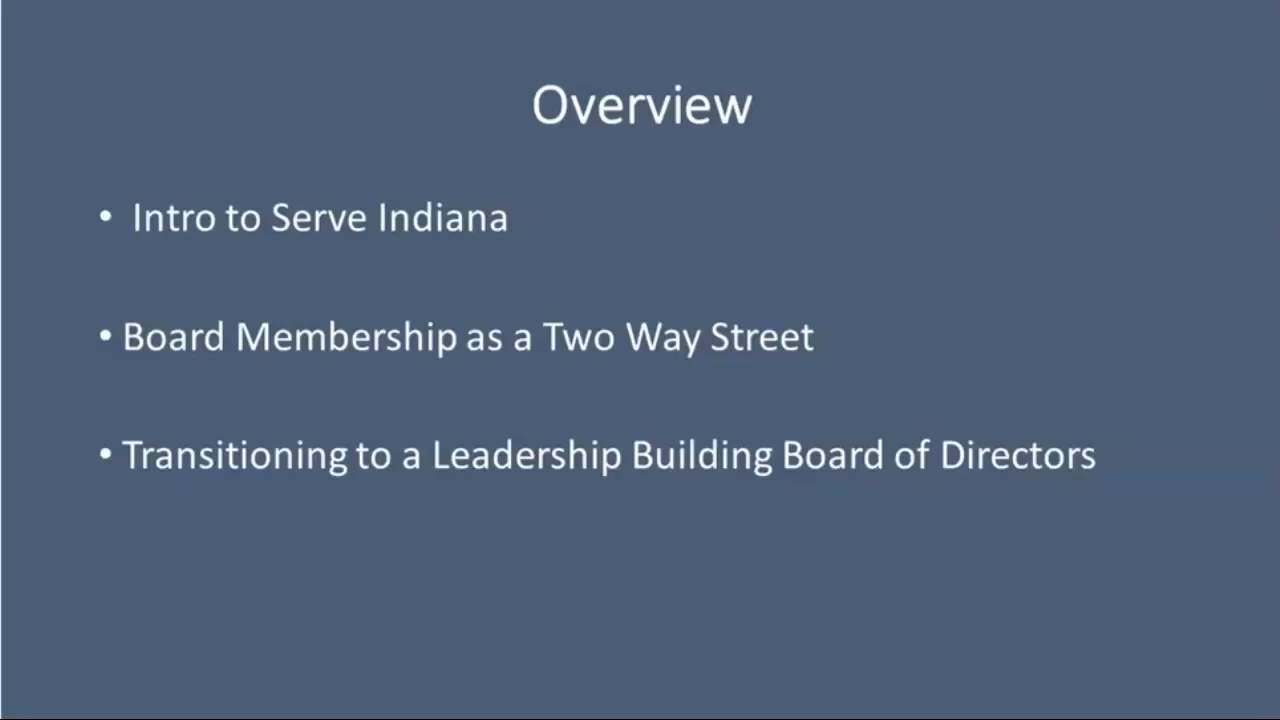 Overview
• Intro to Serve Indiana
• Board Membership as a Two Way Street
• Transitioning to a Leadership Building Board of Directors